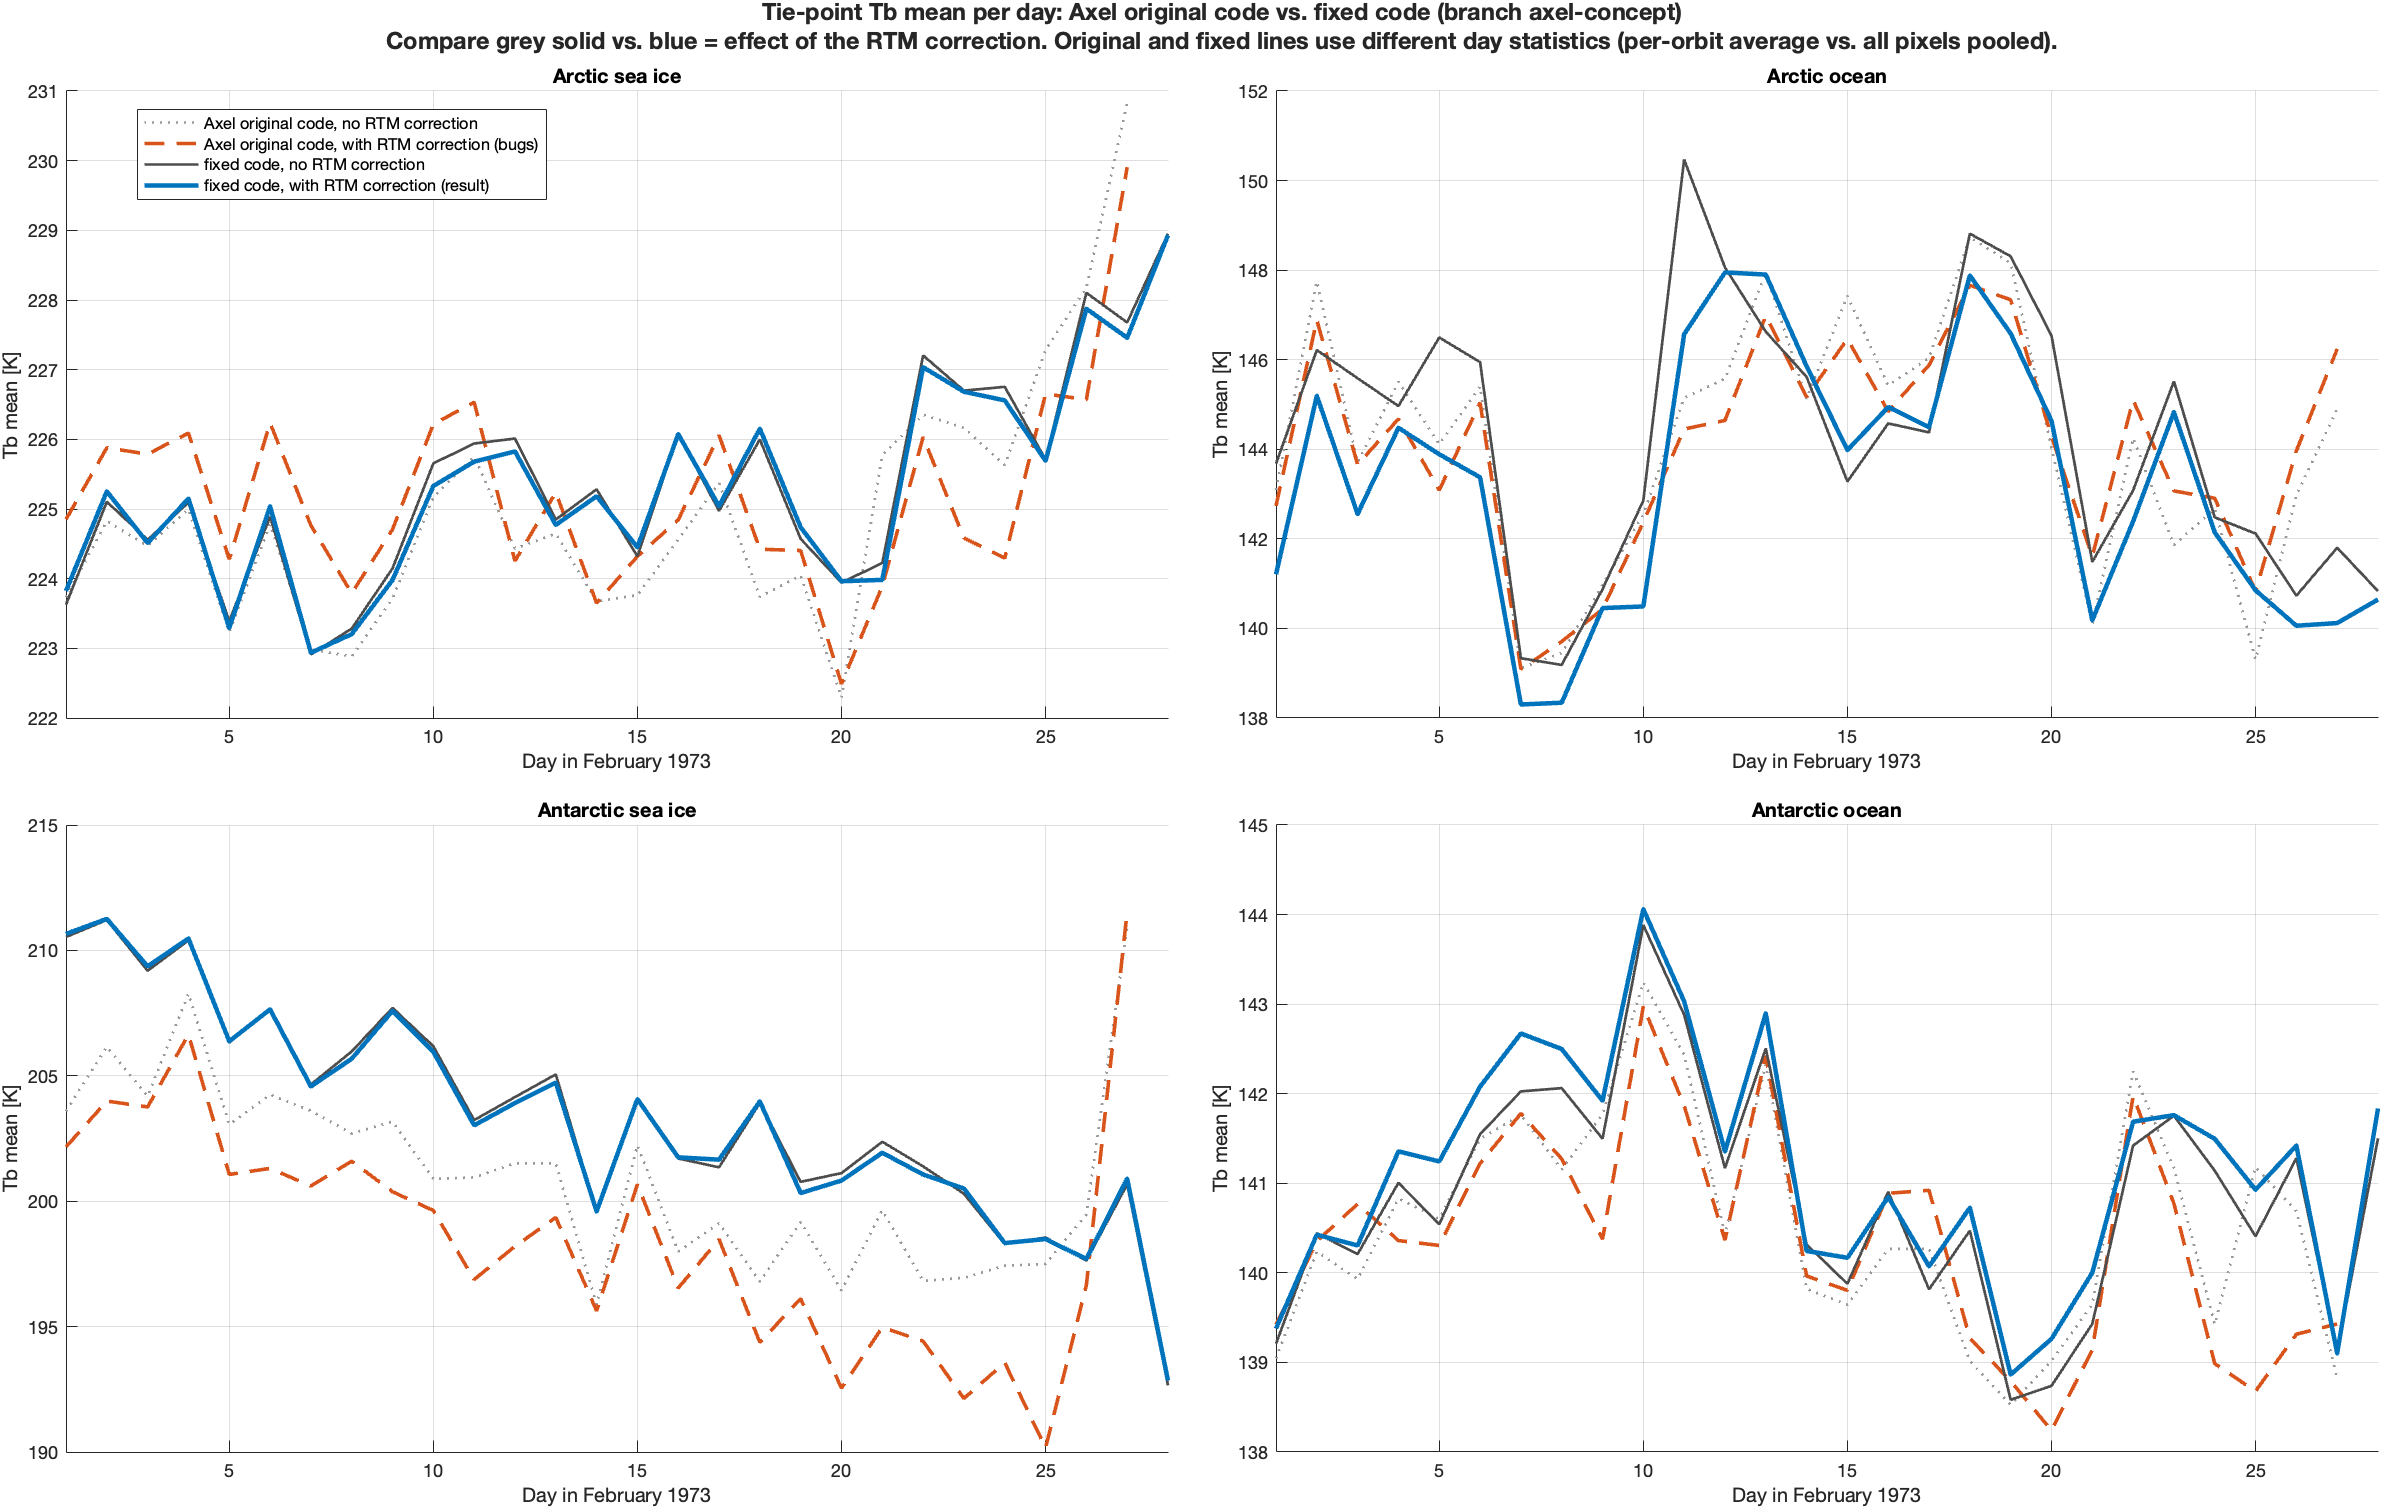 Tie-point Tb mean per day: Axel original code vs. fixed code (branch axel-concept)
Compare grey solid vs. blue = effect of the RTM correction. Original and fixed lines use different day statistics (per-orbit average vs. all pixels pooled).
Arctic sea ice
231
230
229
228
227
226
225
224
223
222
Tb mean [K]
Axel original code, no RTM correction
Axel original code, with RTM correction (bugs)
fixed code, no RTM correction
fixed code, with RTM correction (result)
5 10 15 20 25
Day in February 1973
Arctic ocean
152
150
148
146
144
142
140
138
Tb mean [K]
5 10 15 20 25
Day in February 1973
Antarctic sea ice
215
210
205
200
195
190
Tb mean [K]
5 10 15 20 25
Day in February 1973
Antarctic ocean
145
144
143
142
141
140
139
138
Tb mean [K]
5 10 15 20 25
Day in February 1973